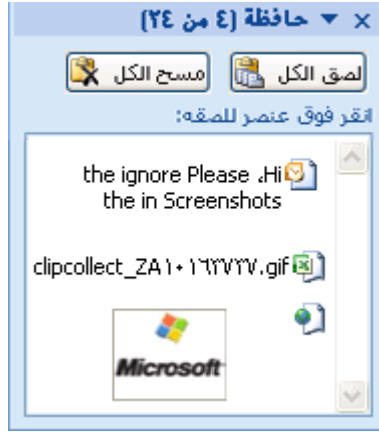 حافظة (٤ من ٢٤)
لصق الكل مسح الكل
انقر فوق عنصر للصقه:
the ignore Please ،Hi
the in Screenshots
clipcollect_ZA١٠١٦٢٧٢٧.gif
Microsoft